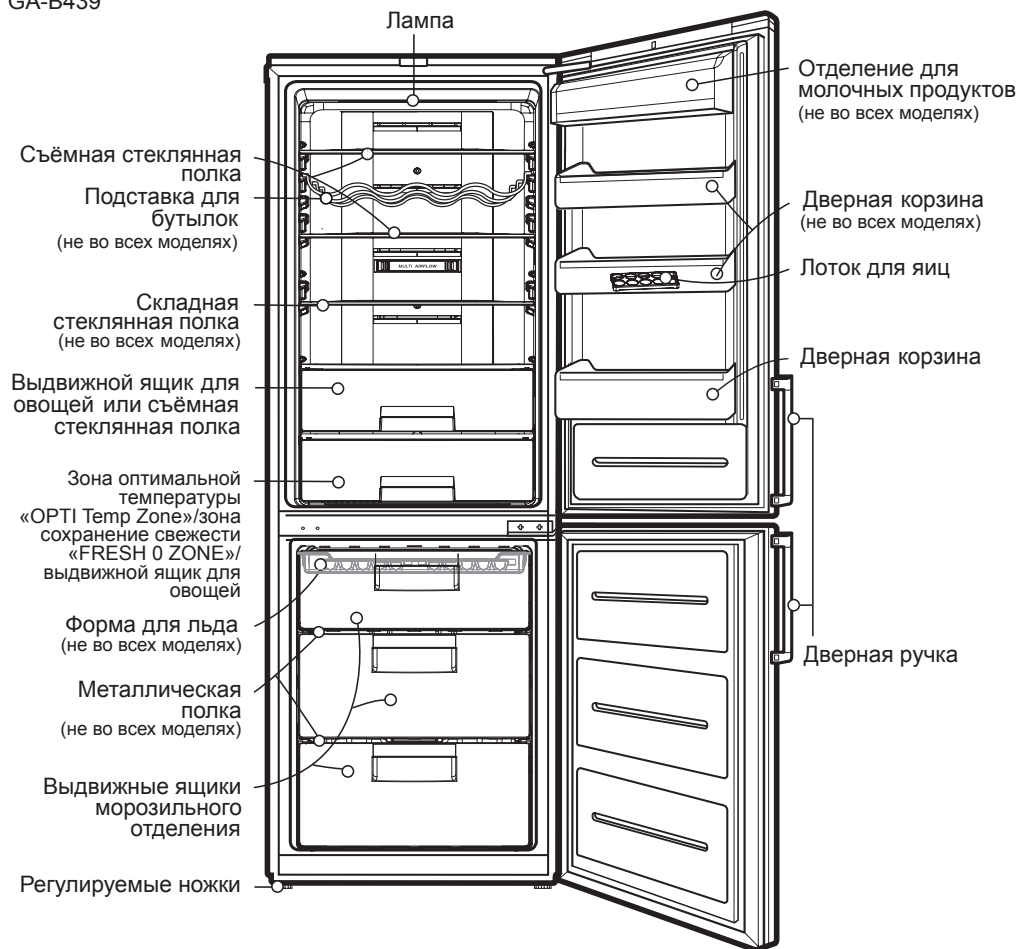 GA-B439
Лампа
Отделение для
молочных продуктов
(не во всех моделях)
Съёмная стеклянная
полка
Подставка для
бутылок
(не во всех моделях)
Дверная корзина
(не во всех моделях)
MULTI AIRFLOW
Лоток для яиц
Складная
стеклянная полка
(не во всех моделях)
Дверная корзина
Выдвижной ящик для
овощей или съёмная
стеклянная полка
Зона оптимальной
температуры
«OPTI Temp Zone»/зона
сохранение свежести
«FRESH 0 ZONE»/
выдвижной ящик для
овощей
Форма для льда
(не во всех моделях)
Дверная ручка
Металлическая
полка
(не во всех моделях)
Выдвижные ящики
морозильного
отделения
Регулируемые ножки